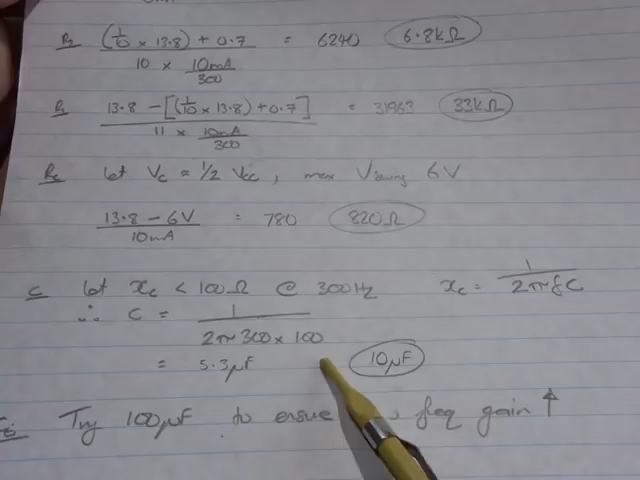 R2 (1/10 x 13.8) + 0.7 = 6240 6.8kΩ
10 x 10mA
300
R1 13.8 - [(1/10 x 13.8) + 0.7] = 31963 33kΩ
11 x 10mA
300
Rc let Vc = 1/2 Vcc, max Vswing 6V
13.8 - 6V = 780 820Ω
10mA
C let xc < 100Ω @ 300Hz xc = 1
2πfC
∴ C = 1
2π 300 x 100
= 5.3µF 10µF
Try 100µF to ensue freq gain ↑